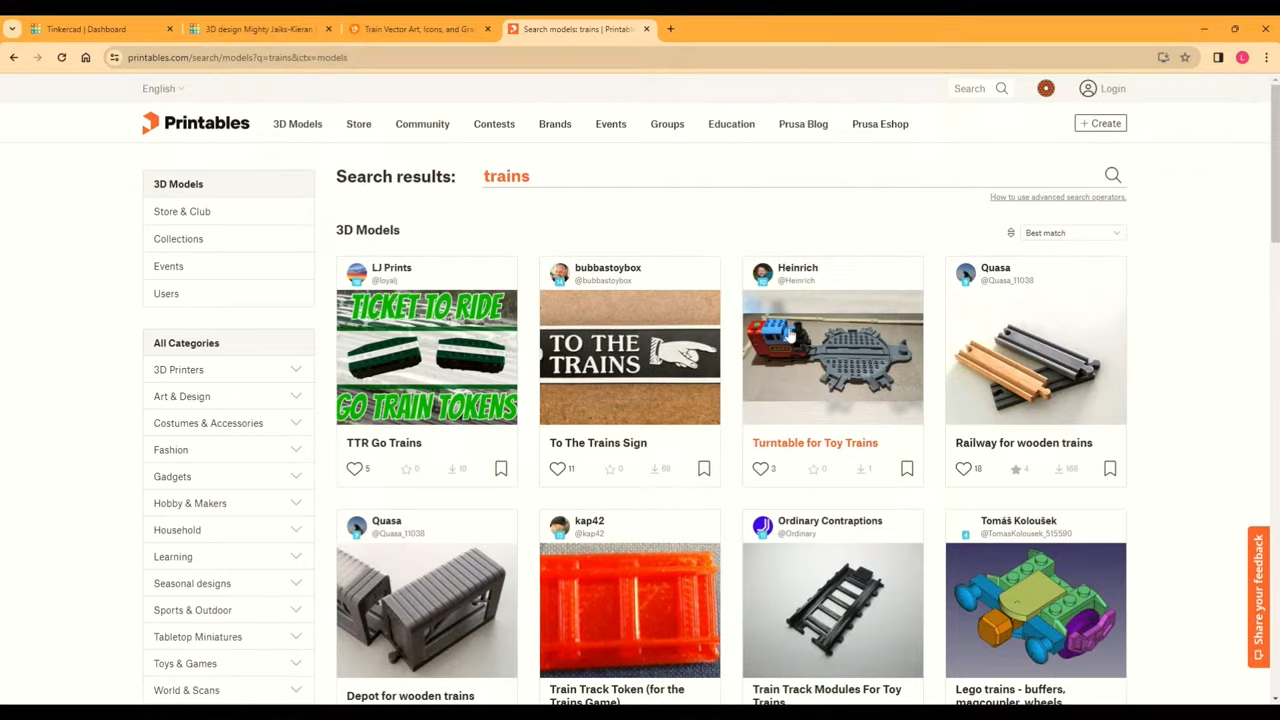 Tinkercad | Dashboard
3D design Mighty Jaiks-Kieran |
Train Vector Art, Icons, and Gra
Search models: trains | Printabl
printables.com/search/models?q=trains&ctx=models
L
English
Search
Login
Printables
3D Models
Store
Community
Contests
Brands
Events
Groups
Education
Prusa Blog
Prusa Eshop
+ Create
3D Models
Store & Club
Collections
Events
Users
All Categories
3D Printers
Art & Design
Costumes & Accessories
Fashion
Gadgets
Hobby & Makers
Household
Learning
Seasonal designs
Sports & Outdoor
Tabletop Miniatures
Toys & Games
World & Scans
Search results: trains
How to use advanced search operators.
3D Models
Best match
LJ Prints
@loyalj
TICKET TO RIDE
GO TRAIN TOKENS
TTR Go Trains
5 0 18
bubbastoybox
@bubbastoybox
TO THE
TRAINS
To The Trains Sign
11 0 68
Heinrich
@Heinrich
Turntable for Toy Trains
3 0 1
Quasa
@Quasa_11038
Railway for wooden trains
18 4 168
Quasa
@Quasa_11038
Depot for wooden trains
kap42
@kap42
Train Track Token (for the
Trains Game)
Ordinary Contraptions
@Ordinary
Train Track Modules For Toy
Trains
Tomáš Koloušek
@TomasKolousek_515590
Lego trains - buffers,
magcoupler, wheels
Share your feedback